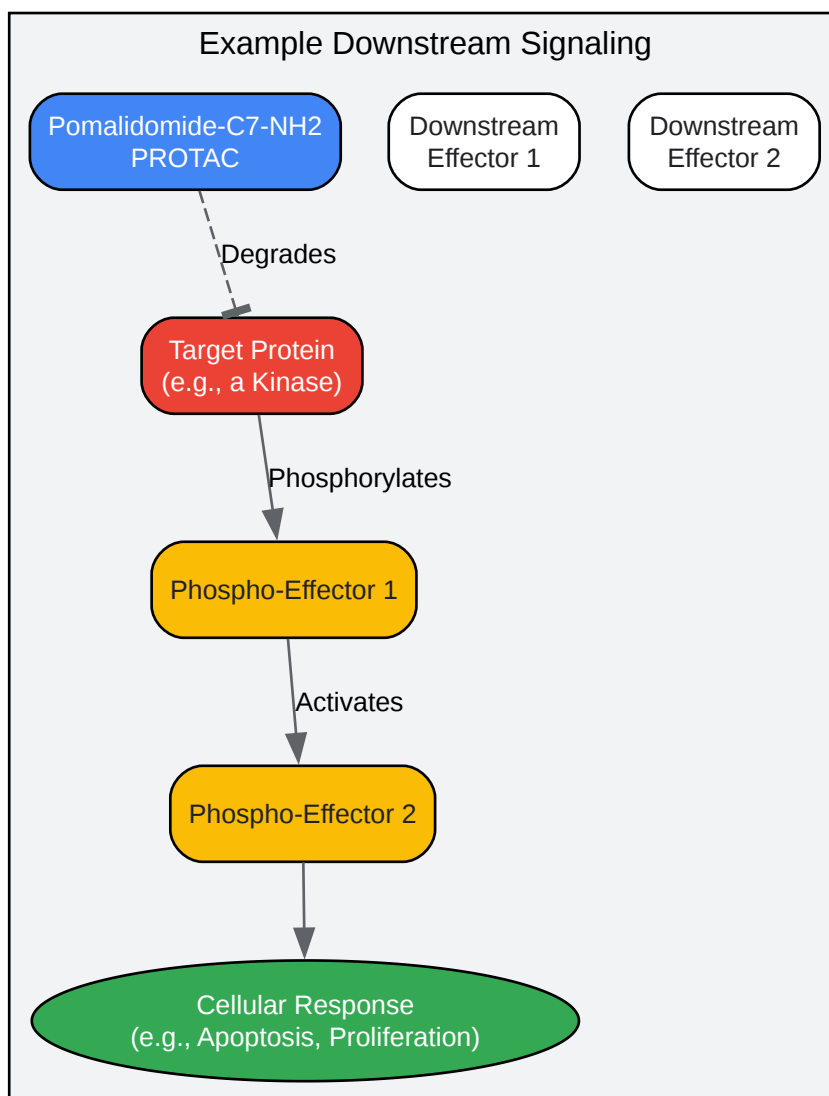 Example Downstream Signaling
Pomalidomide-C7-NH2
PROTAC
Downstream
Effector 1
Downstream
Effector 2
Degrades
Target Protein
(e.g., a Kinase)
Phosphorylates
Phospho-Effector 1
Activates
Phospho-Effector 2
Cellular Response
(e.g., Apoptosis, Proliferation)